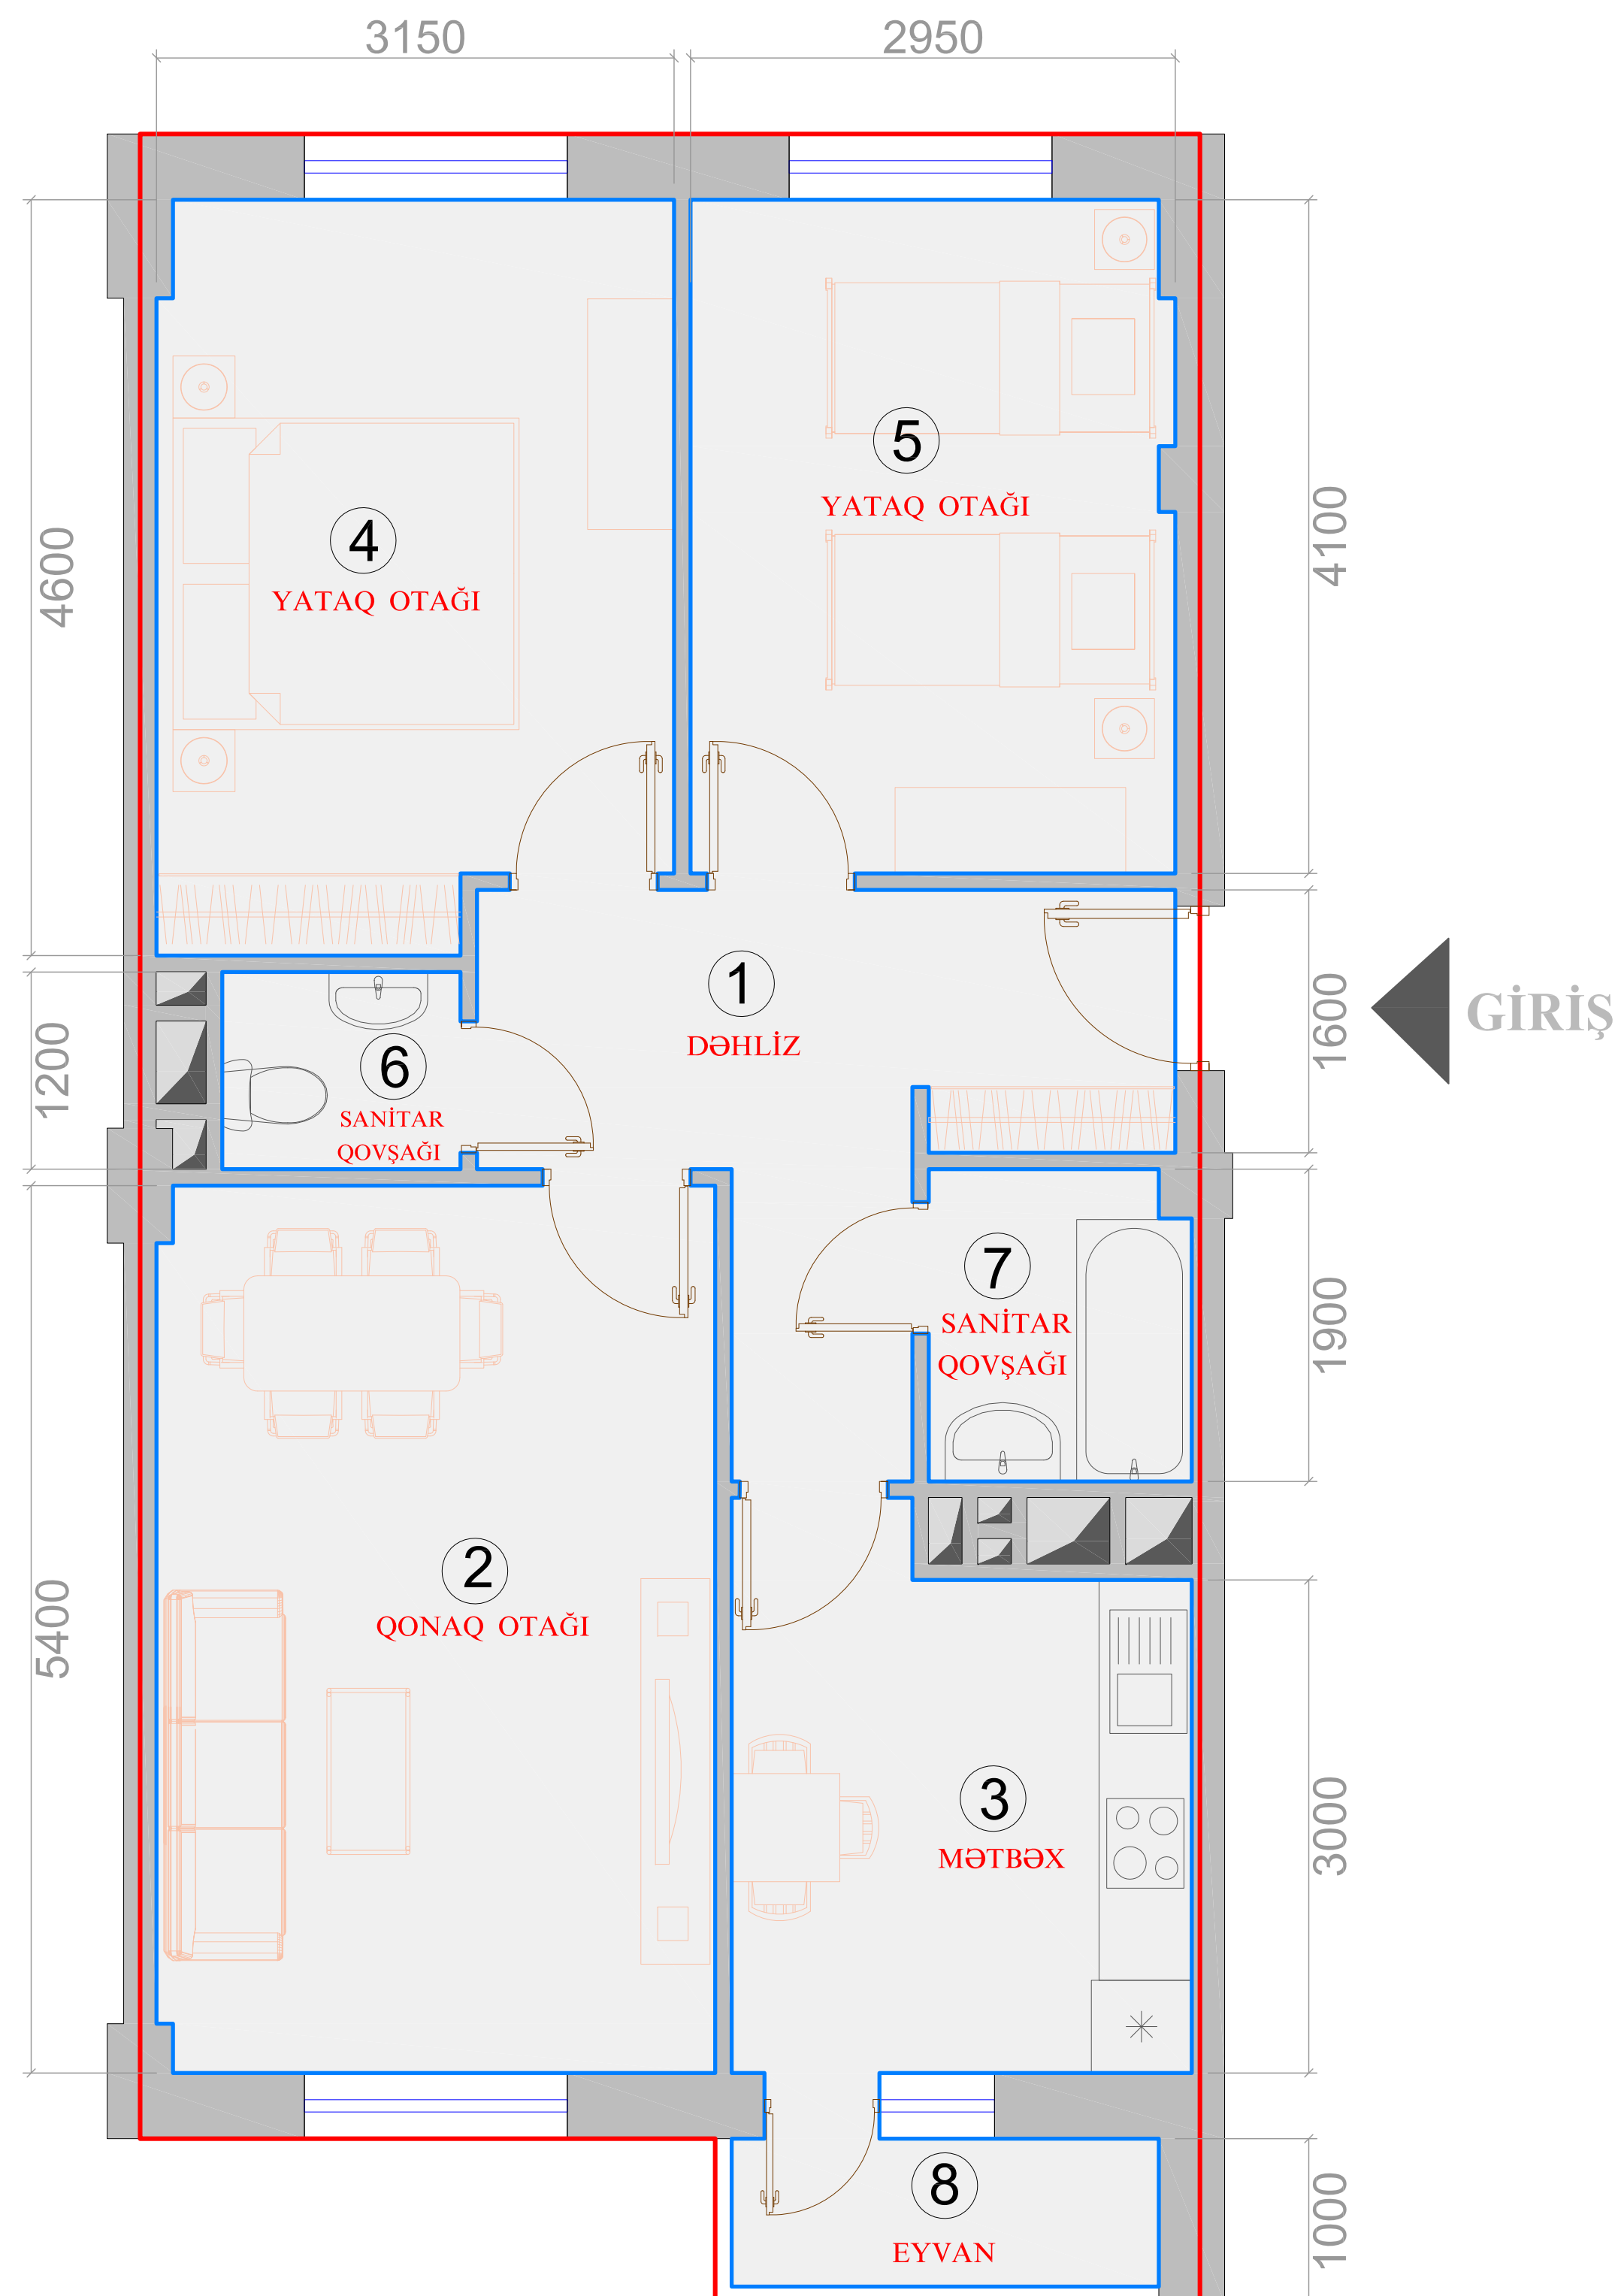 3150
2950
5
YATAQ OTAĞI
4
YATAQ OTAĞI
4600
4100
1
DƏHLİZ
GİRİŞ
1600
1200
6
SANİTAR
QOVŞAĞI
7
SANİTAR
QOVŞAĞI
1900
2
QONAQ OTAĞI
5400
3
MƏTBƏX
3000
8
EYVAN
1000